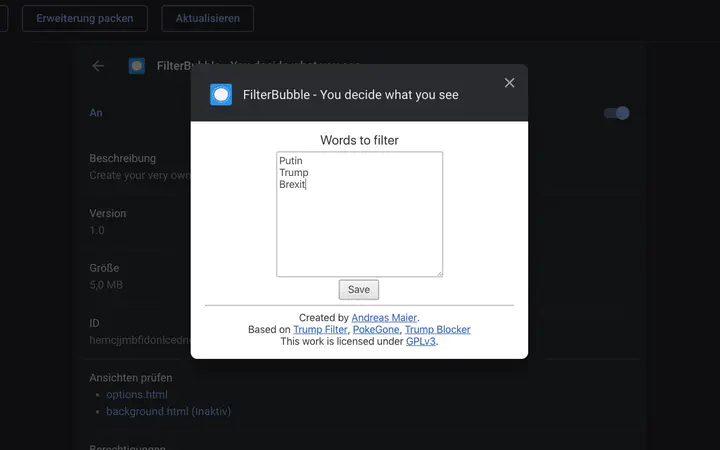 Erweiterung packen
Aktualisieren
FilterBubble - You decide what you see
FilterBubble - You decide what you see
An
Words to filter
Putin
Trump
Brexit
Beschreibung
Create your very own
Version
1.0
Größe
5,0 MB
Save
ID
Created by Andreas Maier.
Based on Trump Filter, PokeGone, Trump Blocker
This work is licensed under GPLv3.
Ansichten prüfen
options.html
background.html (Inaktiv)
Berechtigungen